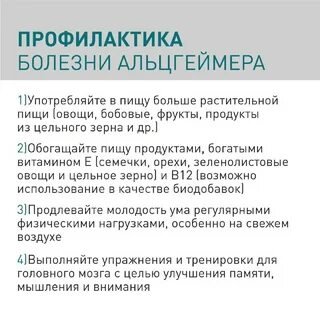 ПРОФИЛАКТИКА
БОЛЕЗНИ АЛЬЦГЕЙМЕРА
1)Употребляйте в пищу больше растительной
пищи (овощи, бобовые, фрукты, продукты
из цельного зерна и др.)
2)Обогащайте пищу продуктами, богатыми
витамином Е (семечки, орехи, зеленолистовые
овощи и цельное зерно) и В12 (возможно
использование в качестве биодобавок)
3)Продлевайте молодость ума регулярными
физическими нагрузками, особенно на свежем
воздухе
4)Выполняйте упражнения и тренировки для
головного мозга с целью улучшения памяти,
мышления и внимания